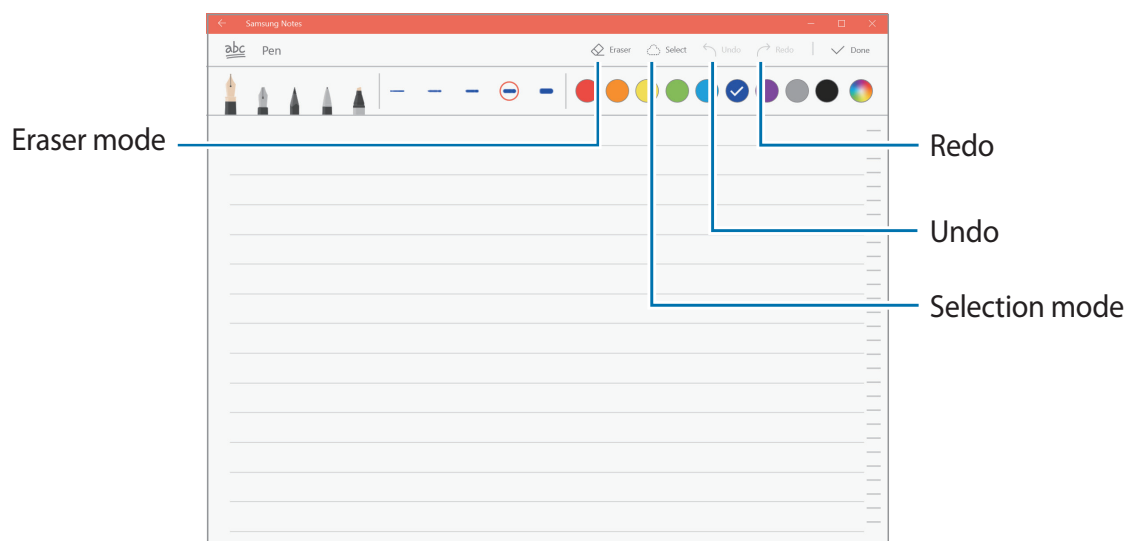 Samsung Notes
abc Pen Eraser Select Undo Redo Done
Eraser mode
Redo
Undo
Selection mode